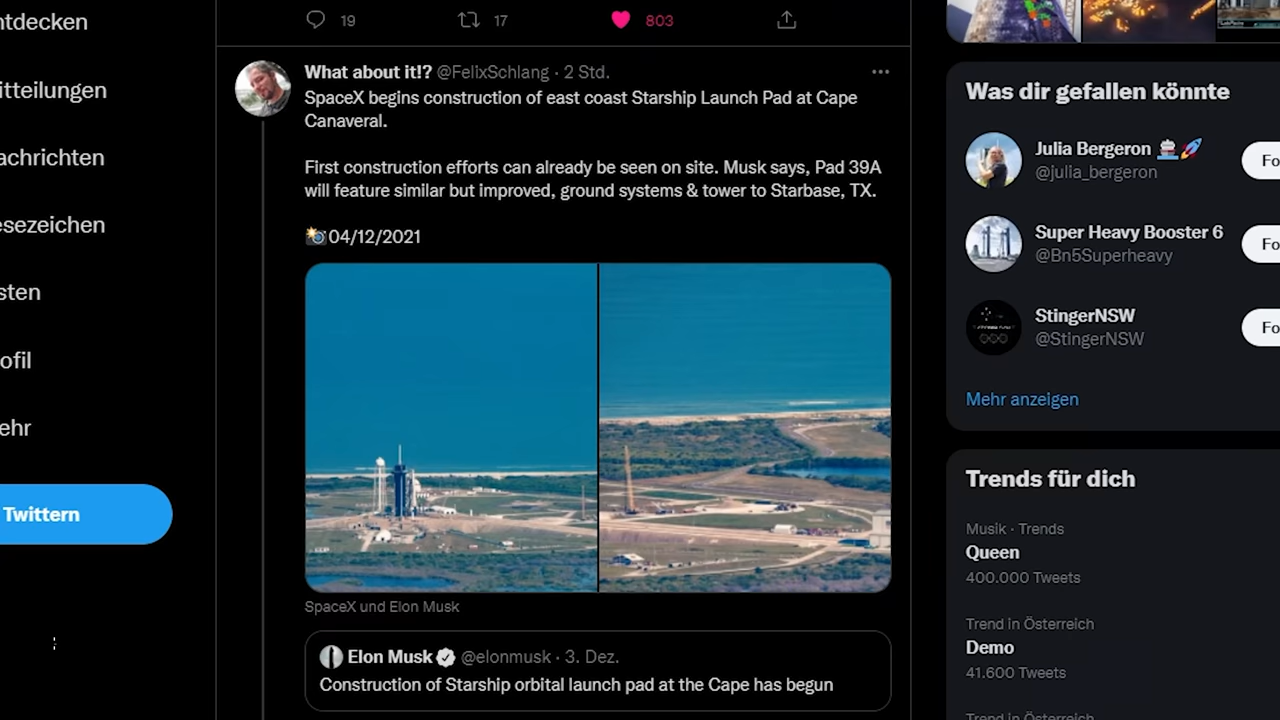 ntdecken
itteilungen
achrichten
esezeichen
sten
ofil
ehr
Twittern
19 17 803
What about it!? @FelixSchlang · 2 Std.
SpaceX begins construction of east coast Starship Launch Pad at Cape
Canaveral.
First construction efforts can already be seen on site. Musk says, Pad 39A
will feature similar but improved, ground systems & tower to Starbase, TX.
04/12/2021
SpaceX und Elon Musk
Elon Musk @elonmusk · 3. Dez.
Construction of Starship orbital launch pad at the Cape has begun
Was dir gefallen könnte
Julia Bergeron
@julia_bergeron
Fo
Super Heavy Booster 6
@Bn5Superheavy
Fo
StingerNSW
@StingerNSW
Fo
Mehr anzeigen
Trends für dich
Musik · Trends
Queen
400.000 Tweets
Trend in Österreich
Demo
41.600 Tweets
Trend in Österreich